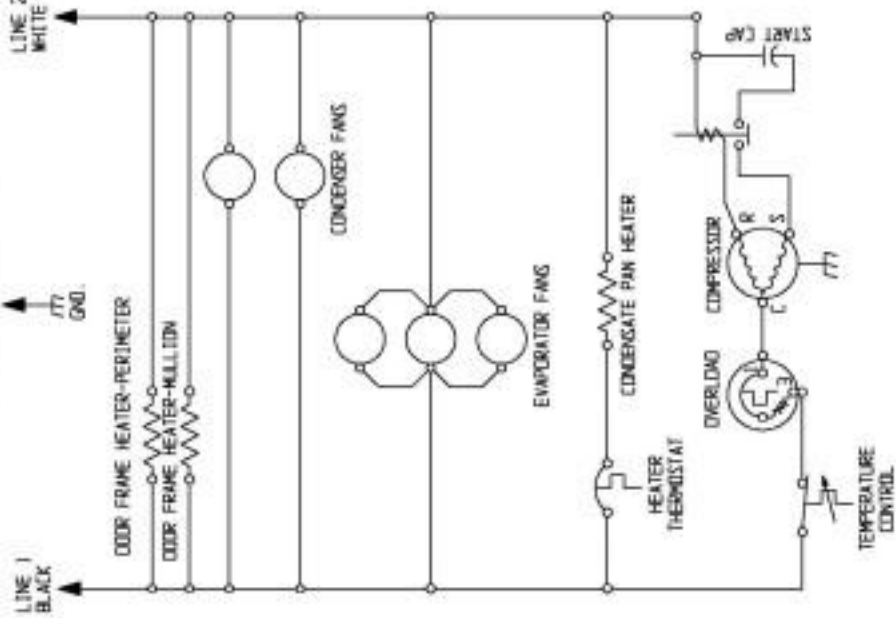 LINE 1
BLACK
LINE 2
WHITE
GND.
DOOR FRAME HEATER-PERIMETER
DOOR FRAME HEATER-MULLION
CONDENSER FANS
EVAPORATOR FANS
CONDENSATE PAN HEATER
HEATER
THERMOSTAT
START CAP
COMPRESSOR
R
S
C
OVERLOAD
TEMPERATURE
CONTROL